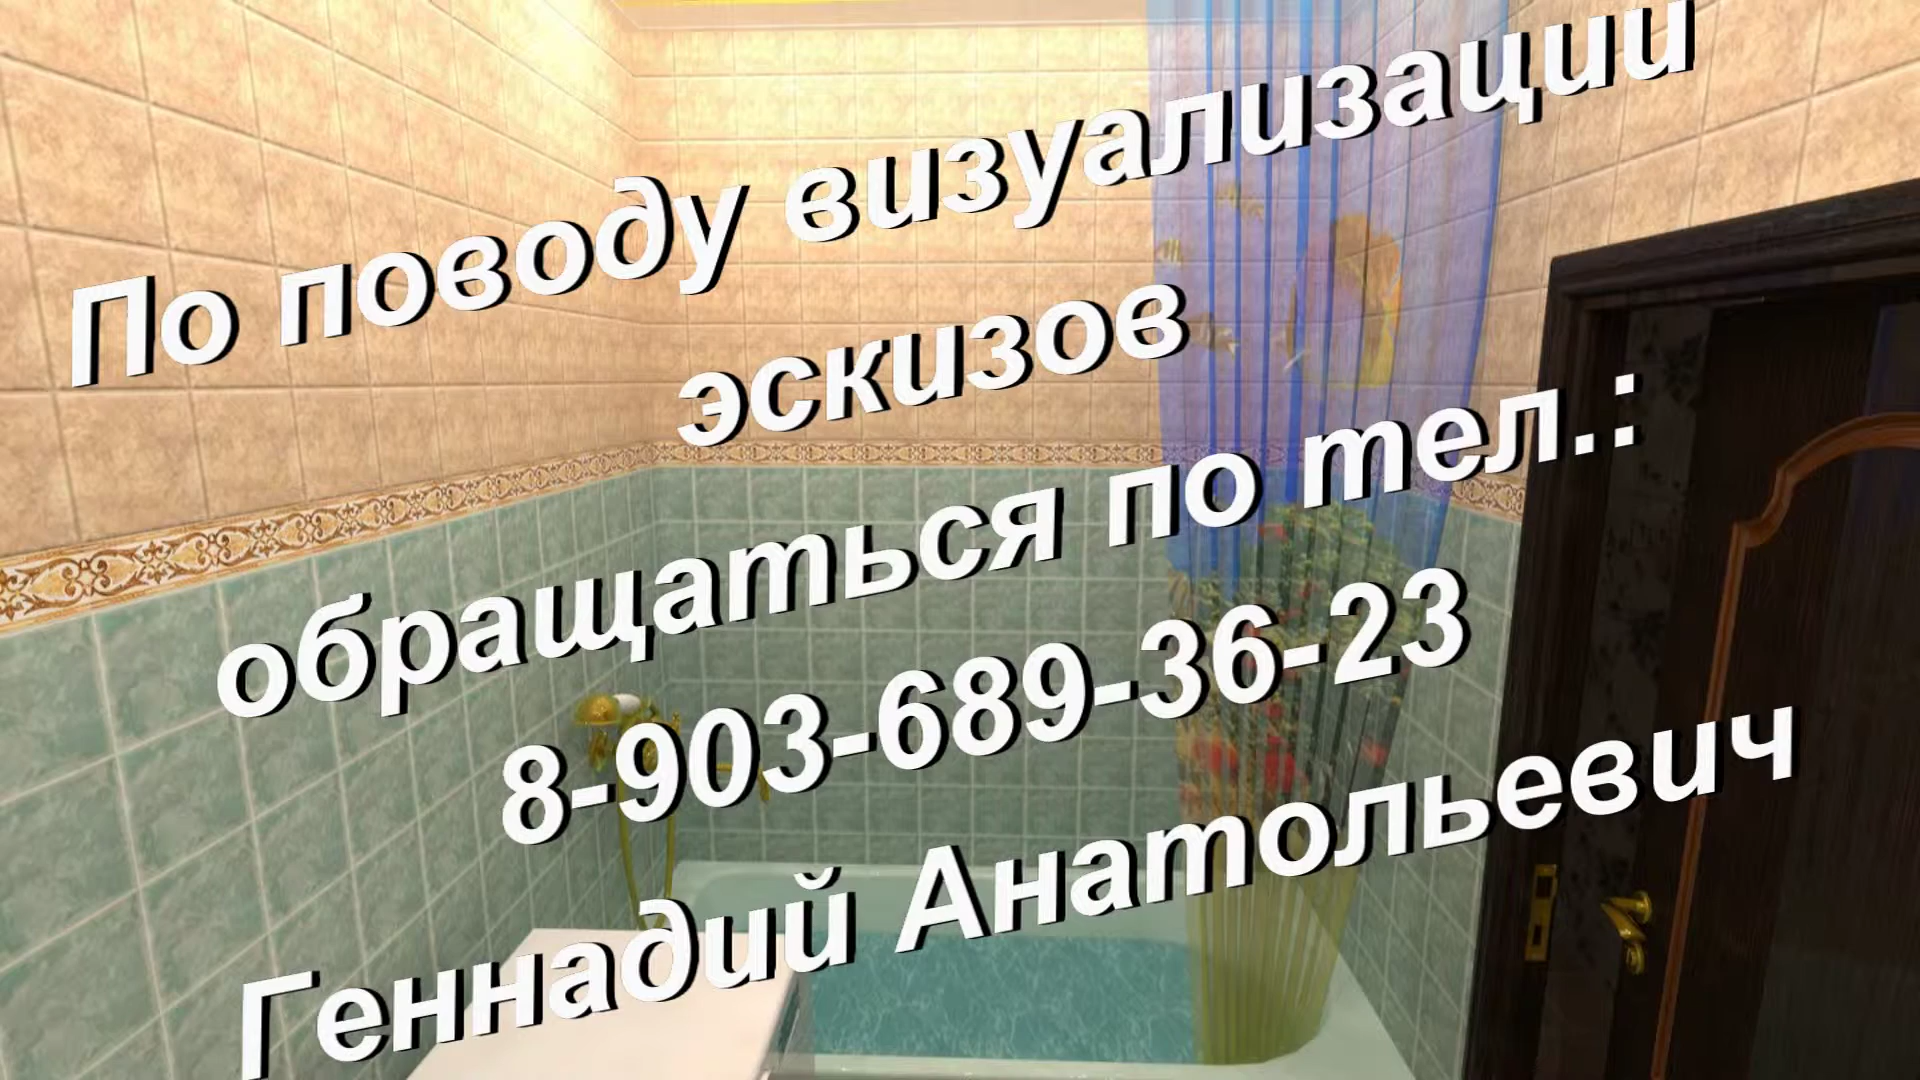 По поводу визуализации
эскизов
обращаться по тел.:
8-903-689-36-23
Геннадий Анатольевич